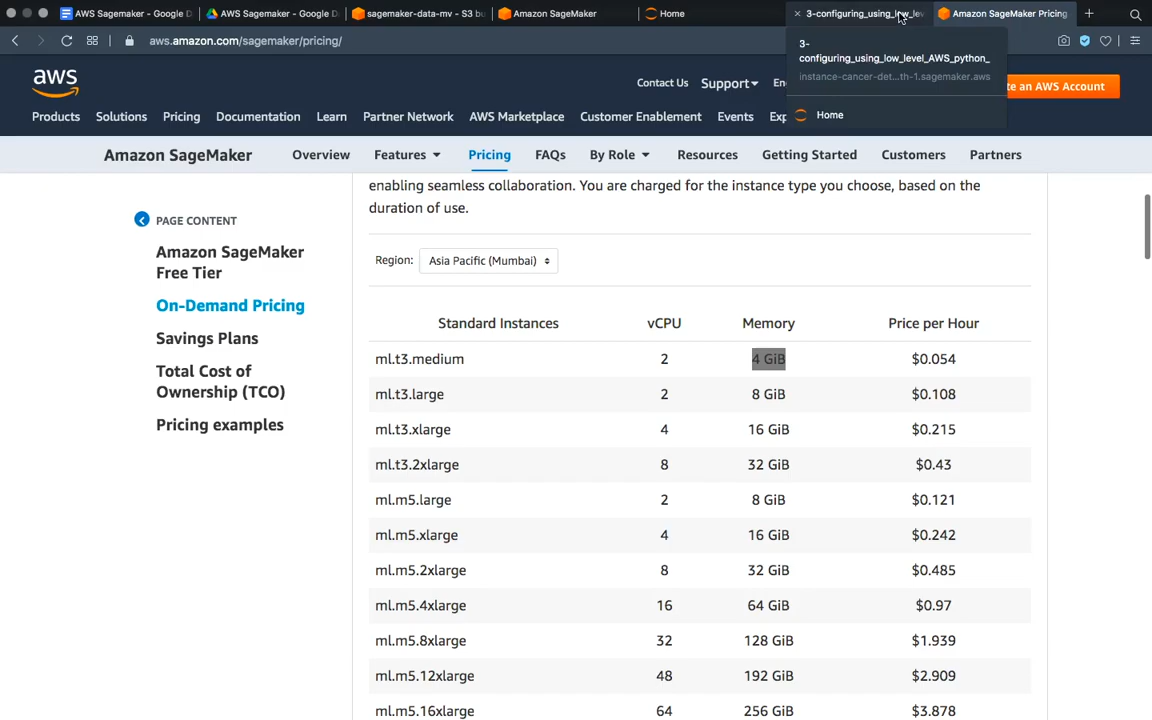 AWS Sagemaker - Google D
AWS Sagemaker - Google D
sagemaker-data-mv - S3 bu
Amazon SageMaker
Home
3-configuring_using_low_lev
Amazon SageMaker Pricing
aws.amazon.com/sagemaker/pricing/
3-
configuring_using_low_level_AWS_python_
instance-cancer-det...th-1.sagemaker.aws
Home
aws
Contact Us
Support
En
te an AWS Account
Products
Solutions
Pricing
Documentation
Learn
Partner Network
AWS Marketplace
Customer Enablement
Events
Exp
Amazon SageMaker
Overview
Features
Pricing
FAQs
By Role
Resources
Getting Started
Customers
Partners
PAGE CONTENT
Amazon SageMaker
Free Tier
On-Demand Pricing
Savings Plans
Total Cost of
Ownership (TCO)
Pricing examples
enabling seamless collaboration. You are charged for the instance type you choose, based on the
duration of use.
Region: Asia Pacific (Mumbai)
Standard Instances vCPU Memory Price per Hour
ml.t3.medium 2 4 GiB $0.054
ml.t3.large 2 8 GiB $0.108
ml.t3.xlarge 4 16 GiB $0.215
ml.t3.2xlarge 8 32 GiB $0.43
ml.m5.large 2 8 GiB $0.121
ml.m5.xlarge 4 16 GiB $0.242
ml.m5.2xlarge 8 32 GiB $0.485
ml.m5.4xlarge 16 64 GiB $0.97
ml.m5.8xlarge 32 128 GiB $1.939
ml.m5.12xlarge 48 192 GiB $2.909
ml.m5.16xlarge 64 256 GiB $3.878